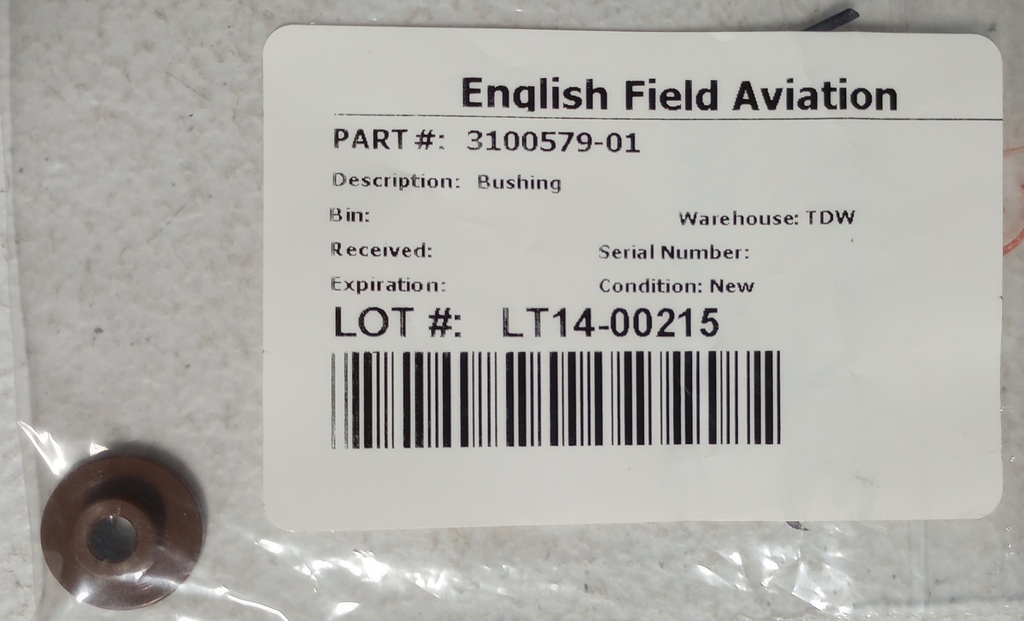 English Field Aviation
PART #: 3100579-01
Description: Bushing
Bin: Warehouse: TDW
Received: Serial Number:
Expiration: Condition: New
LOT #: LT14-00215